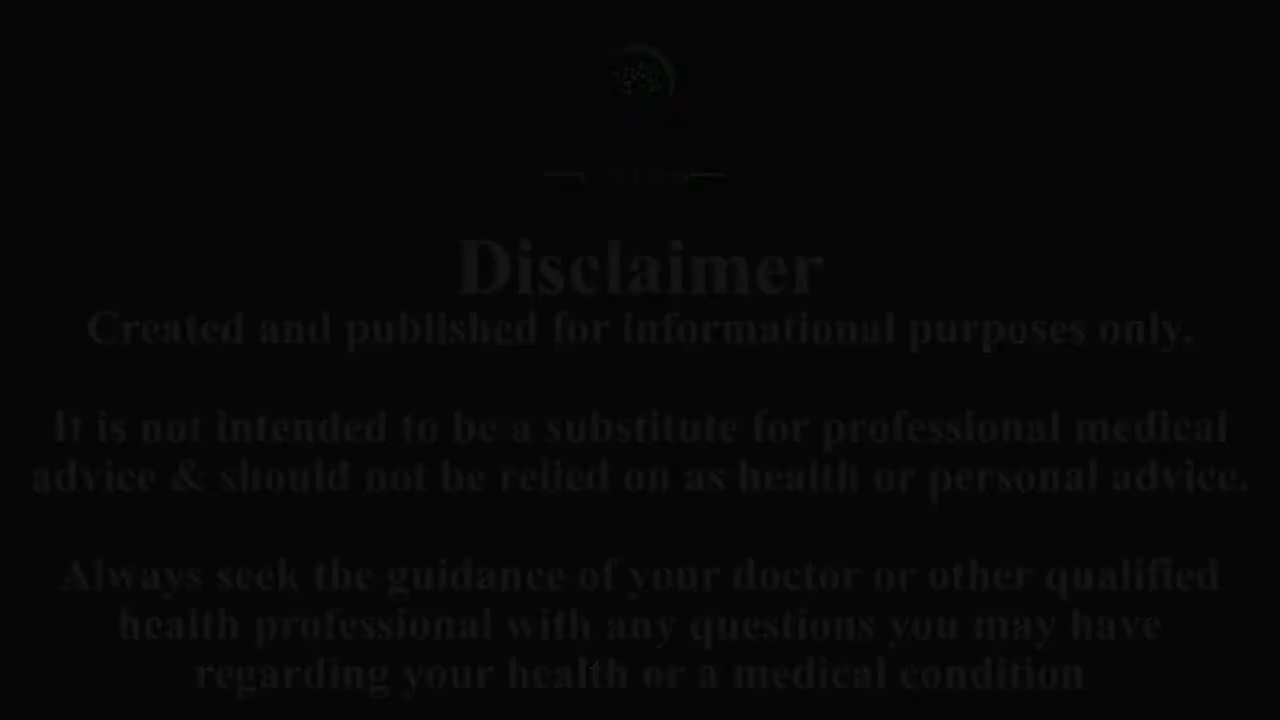 Disclaimer
Created and published for informational purposes only.
It is not intended to be a substitute for professional medical
advice & should not be relied on as health or personal advice.
Always seek the guidance of your doctor or other qualified
health professional with any questions you may have
regarding your health or a medical condition